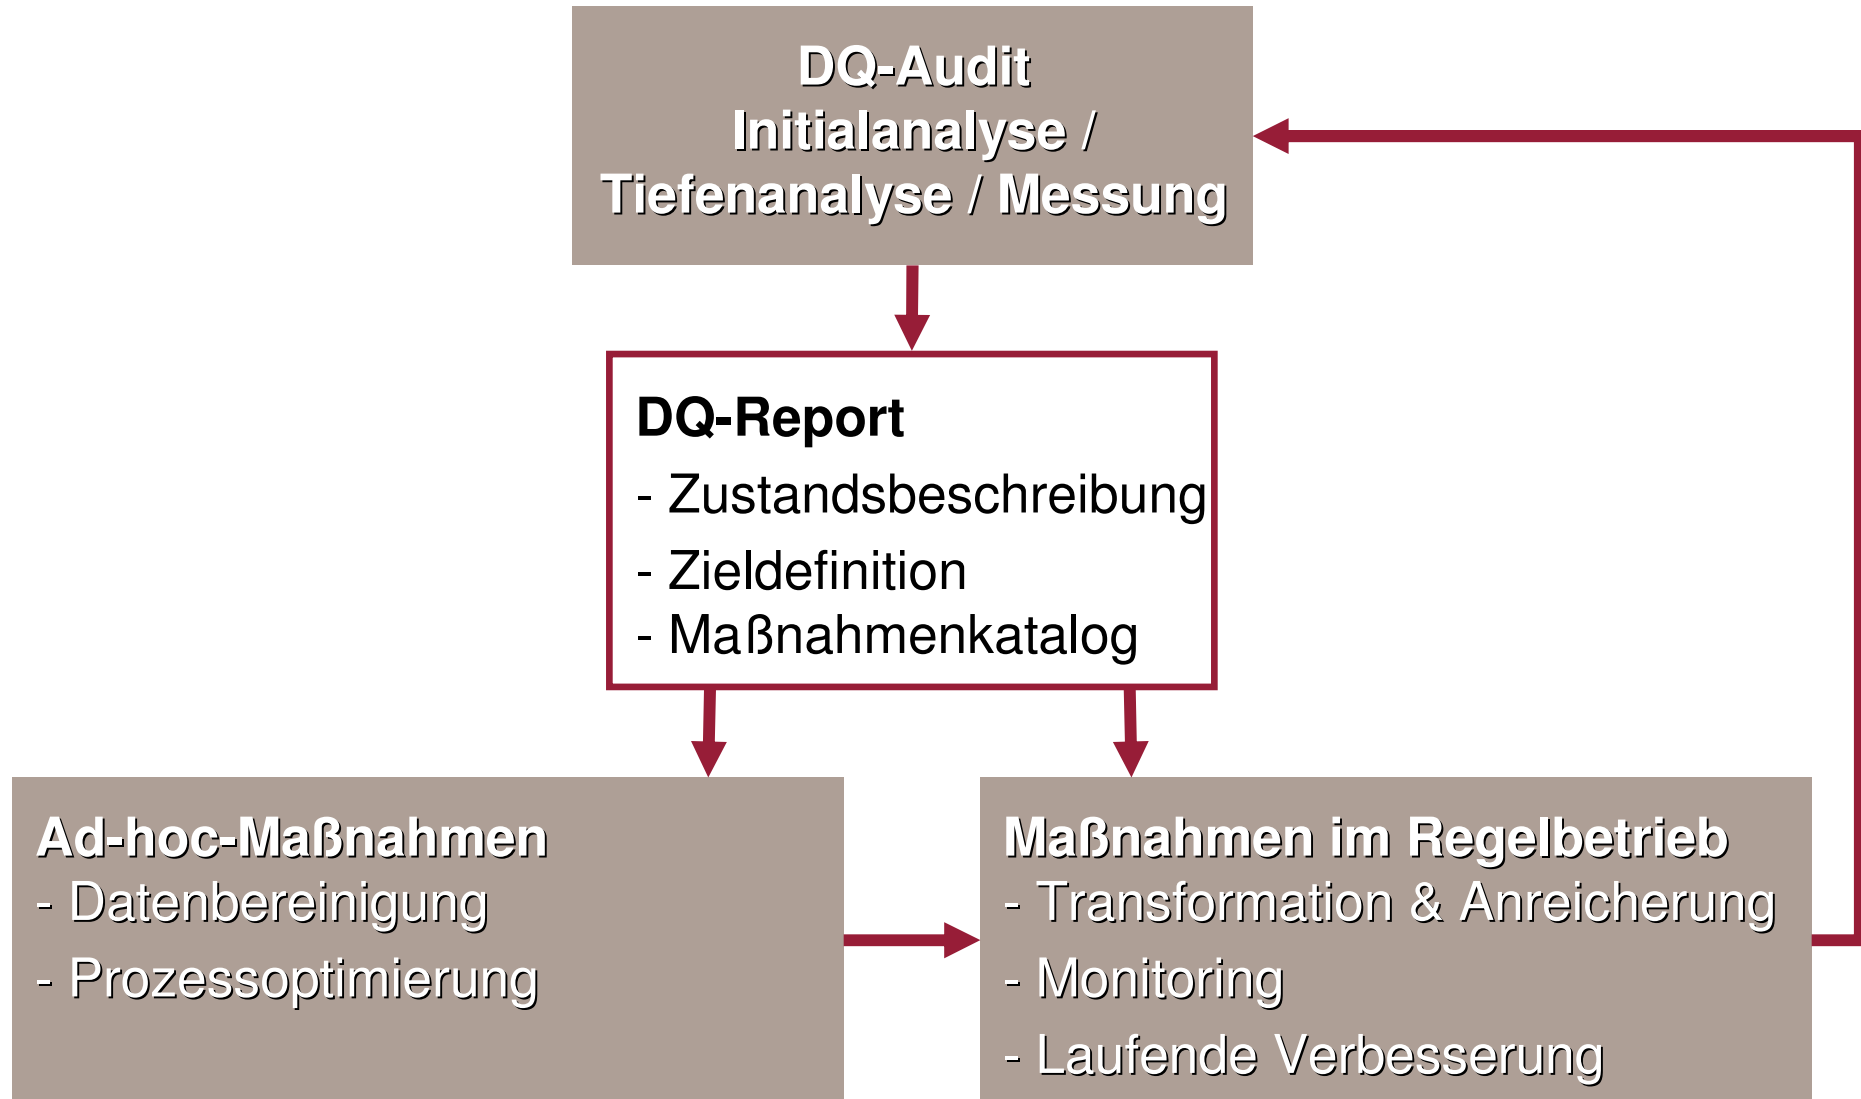 DQ-Audit
Initialanalyse /
Tiefenanalyse / Messung
DQ-Report
- Zustandsbeschreibung
- Zieldefinition
- Maßnahmenkatalog
Ad-hoc-Maßnahmen
- Datenbereinigung
- Prozessoptimierung
Maßnahmen im Regelbetrieb
- Transformation & Anreicherung
- Monitoring
- Laufende Verbesserung